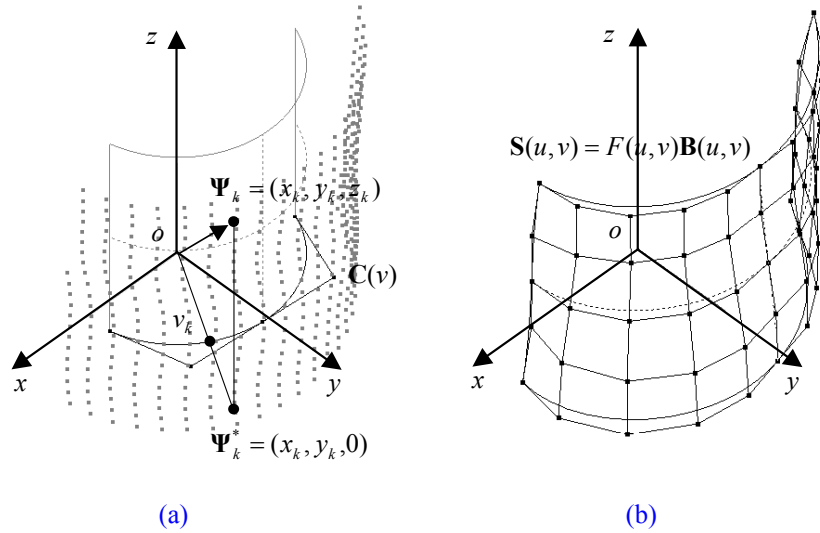 z
Ψₖ = (xₖ, yₖ, zₖ)
o
C(v)
vₖ
x
y
Ψ*ₖ = (xₖ, yₖ,0)
(a)
z
S(u,v) = F(u,v)B(u,v)
o
x
y
(b)